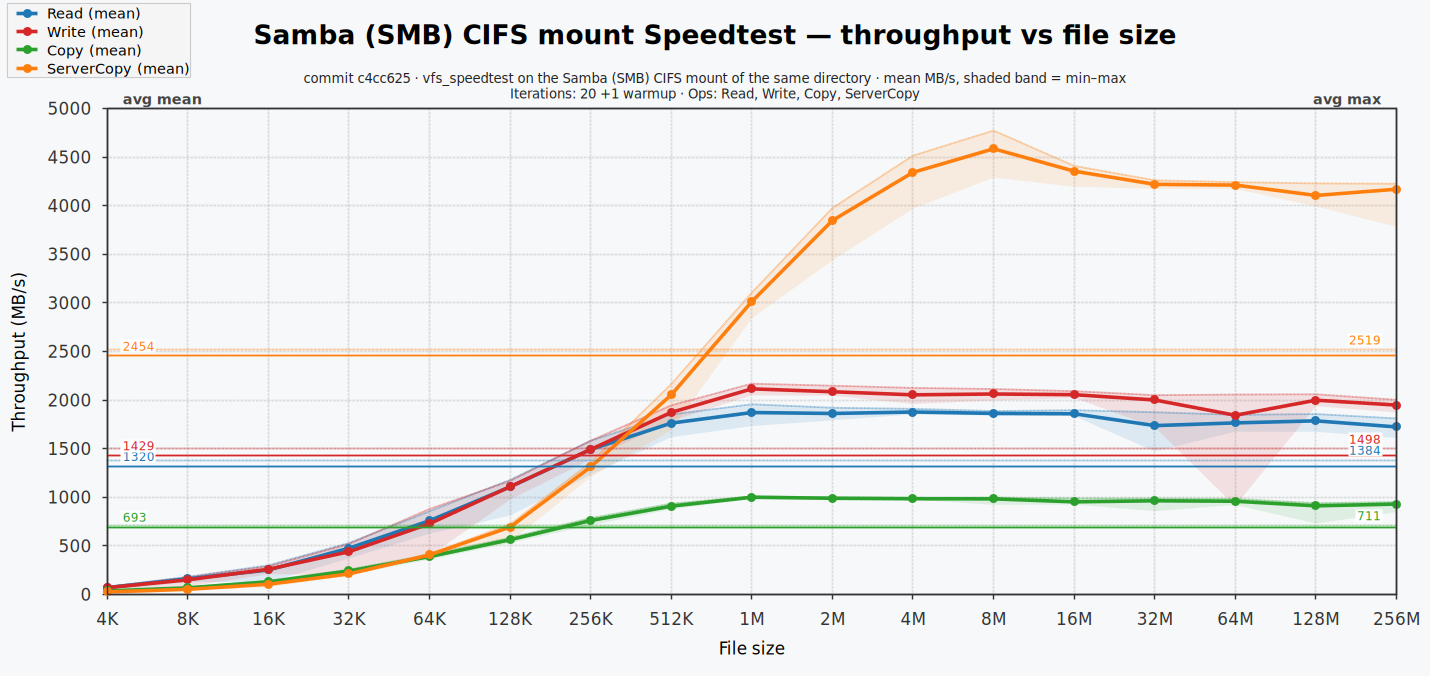 Read (mean)
Write (mean)
Copy (mean)
ServerCopy (mean)
Samba (SMB) CIFS mount Speedtest — throughput vs file size
commit c4cc625 · vfs_speedtest on the Samba (SMB) CIFS mount of the same directory · mean MB/s, shaded band = min–max
Iterations: 20 +1 warmup · Ops: Read, Write, Copy, ServerCopy
avg mean
avg max
5000
4500
4000
3500
3000
2500
2000
1500
1000
500
0
Throughput (MB/s)
2454
2519
1429
1498
1320
1384
693
711
4K 8K 16K 32K 64K 128K 256K 512K 1M 2M 4M 8M 16M 32M 64M 128M 256M
File size